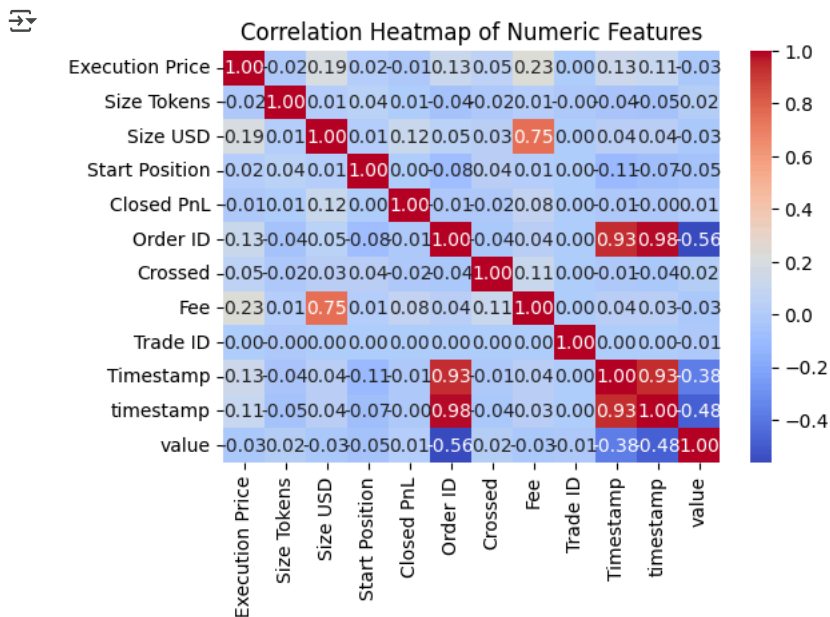 Correlation Heatmap of Numeric Features
Execution Price 1.00 -0.02 0.19 0.02 -0.01 0.13 0.05 0.23 0.00 0.13 0.11 -0.03
Size Tokens -0.02 1.00 0.01 0.04 0.01 -0.04 -0.02 0.01 -0.00 -0.04 -0.05 0.02
Size USD 0.19 0.01 1.00 0.01 0.12 0.05 0.03 0.75 0.00 0.04 0.04 -0.03
Start Position 0.02 0.04 0.01 1.00 0.00 -0.08 0.04 0.01 0.00 -0.11 -0.07 -0.05
Closed PnL -0.01 0.01 0.12 0.00 1.00 -0.01 -0.02 0.08 0.00 -0.01 -0.00 0.01
Order ID 0.13 -0.04 0.05 -0.08 -0.01 1.00 -0.04 0.04 0.00 0.93 0.98 -0.56
Crossed 0.05 -0.02 0.03 0.04 -0.02 -0.04 1.00 0.11 0.00 -0.01 -0.04 0.02
Fee 0.23 0.01 0.75 0.01 0.08 0.04 0.11 1.00 0.00 0.04 0.03 -0.03
Trade ID 0.00 -0.00 0.00 0.00 0.00 0.00 0.00 0.00 1.00 0.00 0.00 -0.01
Timestamp 0.13 -0.04 0.04 -0.11 -0.01 0.93 -0.01 0.04 0.00 1.00 0.93 -0.38
timestamp 0.11 -0.05 0.04 -0.07 -0.00 0.98 -0.04 0.03 0.00 0.93 1.00 -0.48
value -0.03 0.02 -0.03 -0.05 0.01 -0.56 0.02 -0.03 -0.01 -0.38 -0.48 1.00
Execution Price
Size Tokens
Size USD
Start Position
Closed PnL
Order ID
Crossed
Fee
Trade ID
Timestamp
timestamp
value
1.0
0.8
0.6
0.4
0.2
0.0
−0.2
−0.4